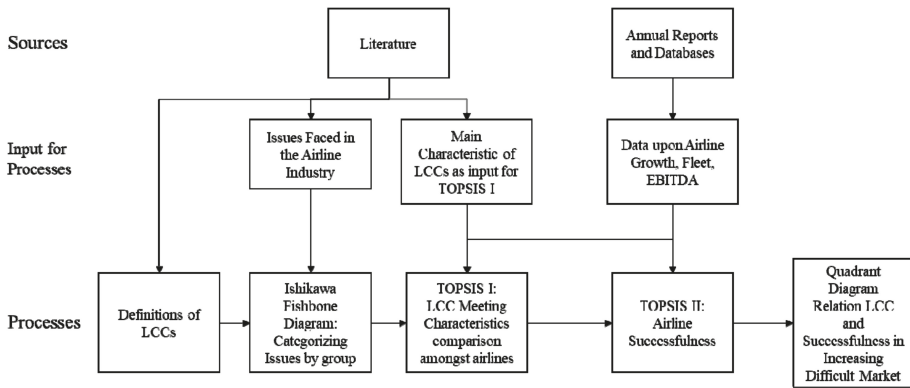 Sources
Literature
Annual Reports
and Databases
Input for
Processes
Issues Faced in
the Airline
Industry
Main
Characteristic of
LCCs as input for
TOPSIS I
Data upon Airline
Growth, Fleet,
EBITDA
Processes
Definitions of
LCCs
Ishikawa
Fishbone
Diagram:
Categorizing
Issues by group
TOPSIS I:
LCC Meeting
Characteristics
comparison
amongst airlines
TOPSIS II:
Airline
Successfulness
Quadrant
Diagram
Relation LCC
and
Successfulness in
Increasing
Difficult Market